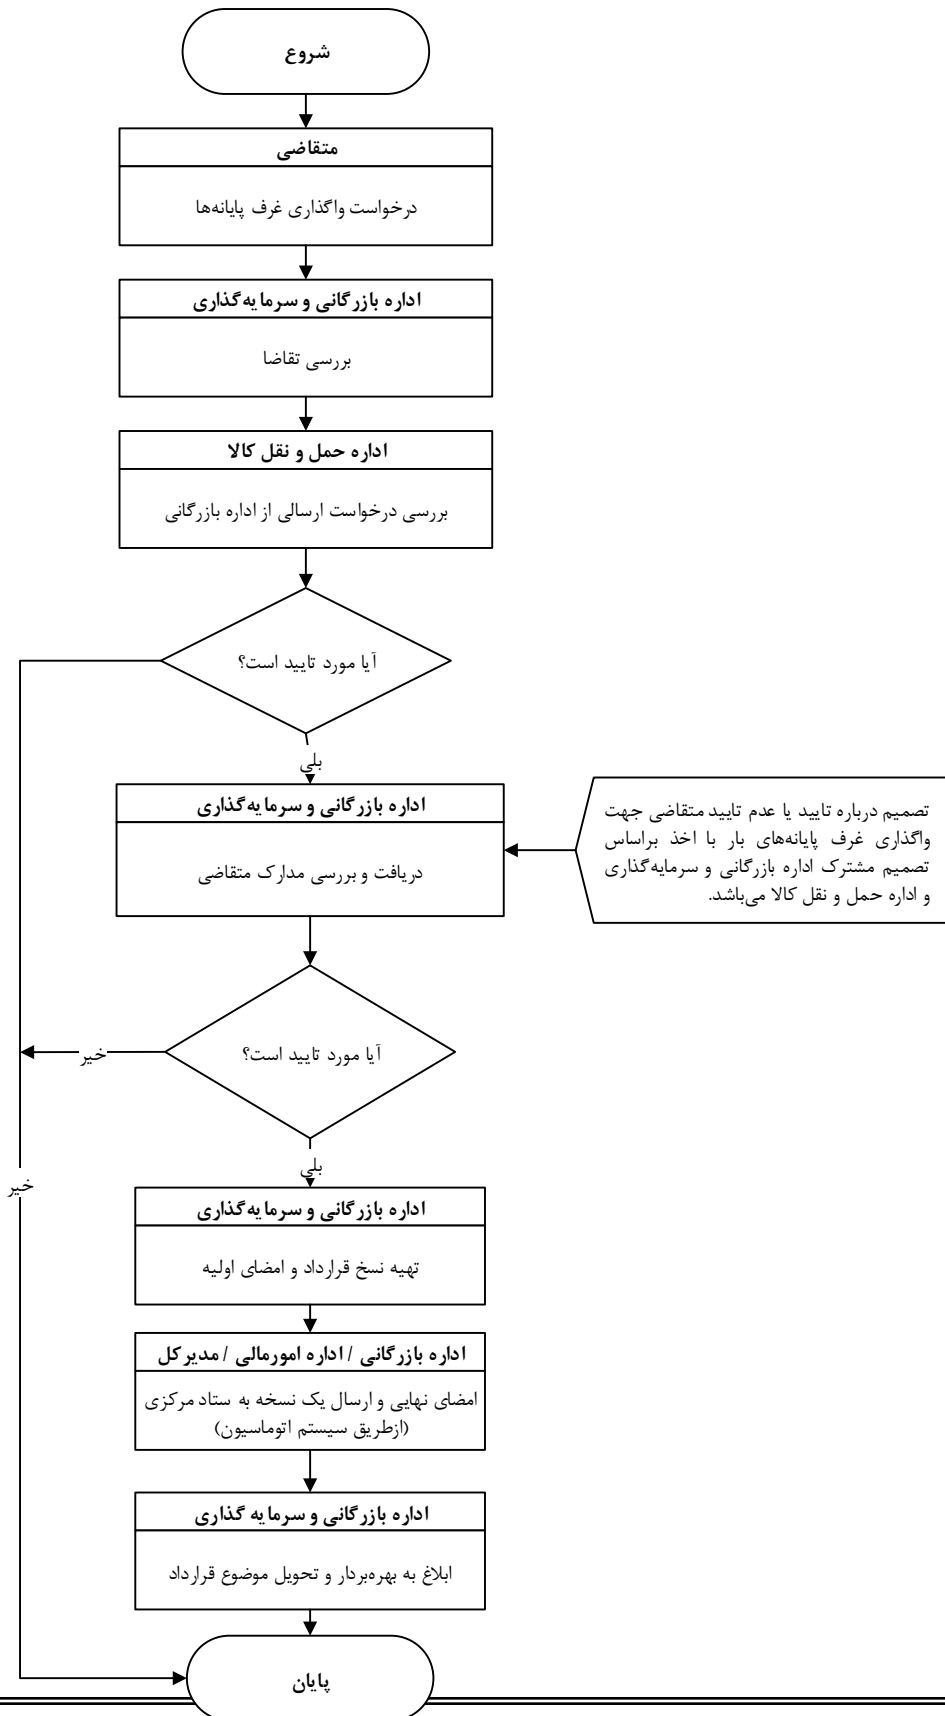 شروع
متقاضی
درخواست واگذاری غرف پایانه‌ها
اداره بازرگانی و سرمایه‌گذاری
بررسی تقاضا
اداره حمل و نقل کالا
بررسی درخواست ارسالی از اداره بازرگانی
آیا مورد تایید است؟
بلی
اداره بازرگانی و سرمایه‌گذاری
دریافت و بررسی مدارک متقاضی
تصمیم درباره تایید یا عدم تایید متقاضی جهت
واگذاری غرف پایانه‌های بار با اخذ براساس
تصمیم مشترک اداره بازرگانی و سرمایه‌گذاری
و اداره حمل و نقل کالا می‌باشد.
آیا مورد تایید است؟
خیر
بلی
خیر
اداره بازرگانی و سرمایه‌گذاری
تهیه نسخ قرارداد و امضای اولیه
اداره بازرگانی / اداره امورمالی / مدیرکل
امضای نهایی و ارسال یک نسخه به ستاد مرکزی
(ازطریق سیستم اتوماسیون)
اداره بازرگانی و سرمایه گذاری
ابلاغ به بهره‌بردار و تحویل موضوع قرارداد
پایان